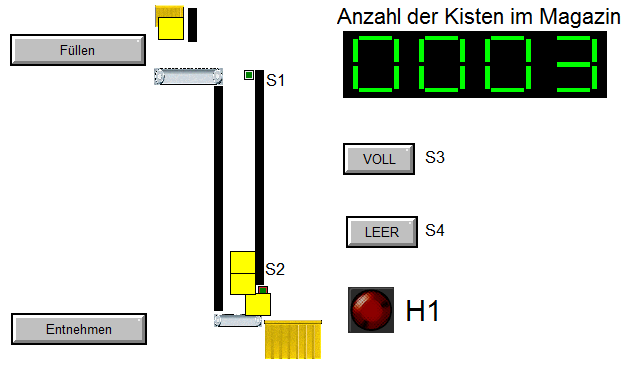 Anzahl der Kisten im Magazin
Füllen
0003
S1
VOLL
S3
LEER
S4
S2
H1
Entnehmen